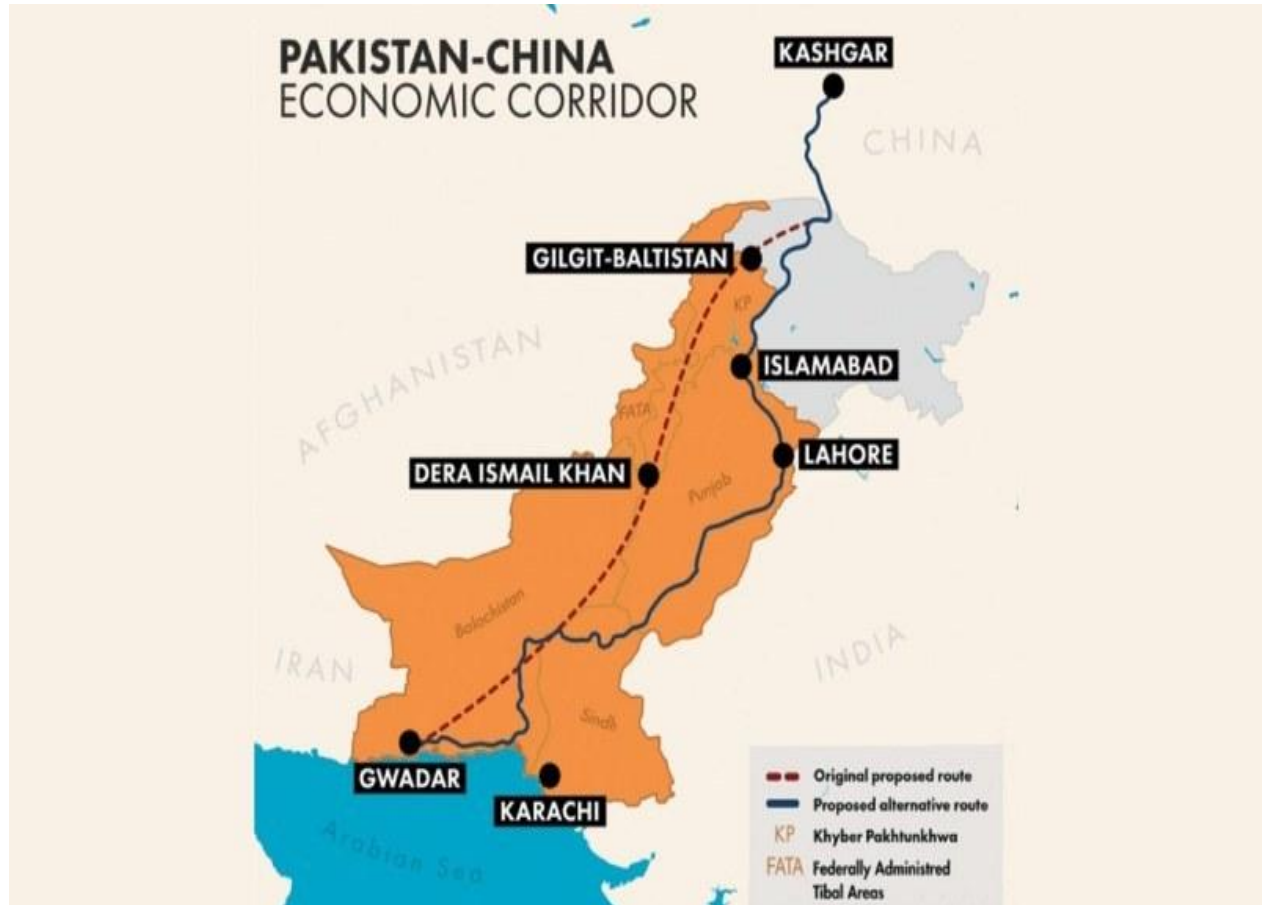 PAKISTAN-CHINA
ECONOMIC CORRIDOR
KASHGAR
CHINA
GILGIT-BALTISTAN
KP
AFGHANISTAN
ISLAMABAD
FATA
LAHORE
DERA ISMAIL KHAN
Punjab
Balochistan
IRAN
INDIA
Sindh
GWADAR
KARACHI
Arabian Sea
Original proposed route
Proposed alternative route
KP Khyber Pakhtunkhwa
FATA Federally Administred
Tibal Areas